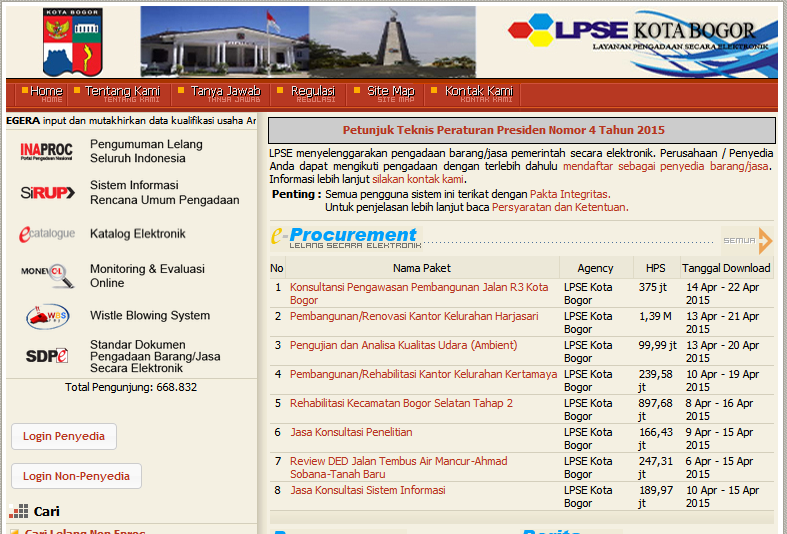 KOTA BOGOR
LPSE KOTA BOGOR
LAYANAN PENGADAAN SECARA ELEKTRONIK
Home
HOME
Tentang Kami
TENTANG KAMI
Tanya Jawab
TANYA JAWAB
Regulasi
REGULASI
Site Map
SITE MAP
Kontak Kami
KONTAK KAMI
EGERA input dan mutakhirkan data kualifikasi usaha An
INAPROC
Portal Pengadaan Nasional
Pengumuman Lelang
Seluruh Indonesia
SiRUP
Sistem Informasi
Rencana Umum Pengadaan
ecatalogue
Katalog Elektronik
MONEVOL
Monitoring & Evaluasi
Online
WBS
Wistle Blowing System
SDPe
Standar Dokumen
Pengadaan Barang/Jasa
Secara Elektronik
Total Pengunjung: 668.832
Login Penyedia
Login Non-Penyedia
Cari
Cari Lelang Non Eproc
Petunjuk Teknis Peraturan Presiden Nomor 4 Tahun 2015
LPSE menyelenggarakan pengadaan barang/jasa pemerintah secara elektronik. Perusahaan / Penyedia
Anda dapat mengikuti pengadaan dengan terlebih dahulu mendaftar sebagai penyedia barang/jasa.
Informasi lebih lanjut silakan kontak kami.
Penting : Semua pengguna sistem ini terikat dengan Pakta Integritas.
Untuk penjelasan lebih lanjut baca Persyaratan dan Ketentuan.
e-Procurement
LELANG SECARA ELEKTRONIK
SEMUA
No Nama Paket Agency HPS Tanggal Download
1 Konsultansi Pengawasan Pembangunan Jalan R3 Kota LPSE Kota 375 jt 14 Apr - 22 Apr
Bogor Bogor 2015
2 Pembangunan/Renovasi Kantor Kelurahan Harjasari LPSE Kota 1,39 M 13 Apr - 21 Apr
Bogor 2015
3 Pengujian dan Analisa Kualitas Udara (Ambient) LPSE Kota 99,99 jt 13 Apr - 20 Apr
Bogor 2015
4 Pembangunan/Rehabilitasi Kantor Kelurahan Kertamaya LPSE Kota 239,58 10 Apr - 19 Apr
Bogor jt 2015
5 Rehabilitasi Kecamatan Bogor Selatan Tahap 2 LPSE Kota 897,68 8 Apr - 16 Apr
Bogor jt 2015
6 Jasa Konsultasi Penelitian LPSE Kota 166,43 9 Apr - 15 Apr
Bogor jt 2015
7 Review DED Jalan Tembus Air Mancur-Ahmad LPSE Kota 247,31 6 Apr - 15 Apr
Sobana-Tanah Baru Bogor jt 2015
8 Jasa Konsultasi Sistem Informasi LPSE Kota 189,97 10 Apr - 15 Apr
Bogor jt 2015
Berita